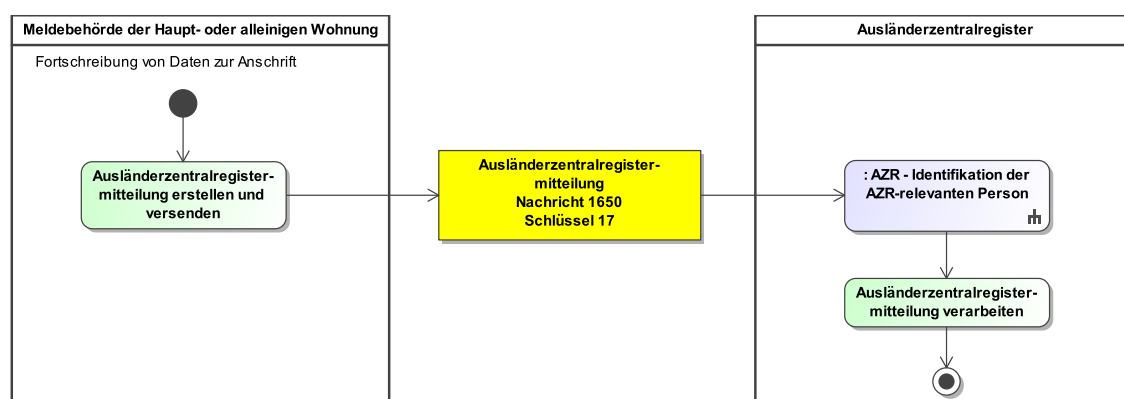 Meldebehörde der Haupt- oder alleinigen Wohnung
Fortschreibung von Daten zur Anschrift
Ausländerzentralregister-
mitteilung erstellen und
versenden
Ausländerzentralregister-
mitteilung
Nachricht 1650
Schlüssel 17
Ausländerzentralregister
: AZR - Identifikation der
AZR-relevanten Person
Ausländerzentralregister-
mitteilung verarbeiten